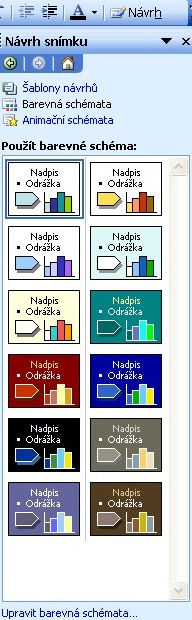 A Návrh
Návrh snímku
Šablony návrhů
Barevná schémata
Animační schémata
Použít barevné schéma:
Nadpis Nadpis
• Odrážka • Odrážka
Nadpis Nadpis
• Odrážka • Odrážka
Nadpis Nadpis
• Odrážka • Odrážka
Nadpis Nadpis
• Odrážka • Odrážka
Nadpis Nadpis
• Odrážka • Odrážka
Nadpis Nadpis
• Odrážka • Odrážka
Upravit barevná schémata...